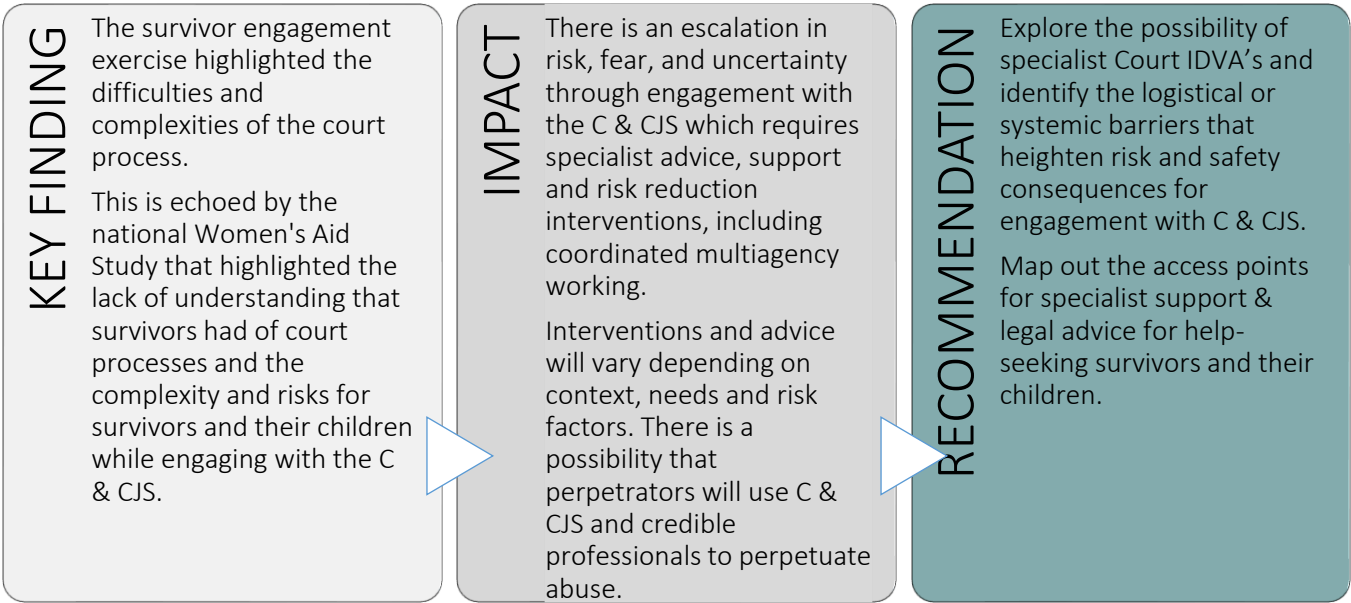 KEY FINDING
The survivor engagement
exercise highlighted the
difficulties and
complexities of the court
process.
This is echoed by the
national Women's Aid
Study that highlighted the
lack of understanding that
survivors had of court
processes and the
complexity and risks for
survivors and their children
while engaging with the C
& CJS.
IMPACT
There is an escalation in
risk, fear, and uncertainty
through engagement with
the C & CJS which requires
specialist advice, support
and risk reduction
interventions, including
coordinated multiagency
working.
Interventions and advice
will vary depending on
context, needs and risk
factors. There is a
possibility that
perpetrators will use C &
CJS and credible
professionals to perpetuate
abuse.
RECOMMENDATION
Explore the possibility of
specialist Court IDVA’s and
identify the logistical or
systemic barriers that
heighten risk and safety
consequences for
engagement with C & CJS.
Map out the access points
for specialist support &
legal advice for help-
seeking survivors and their
children.